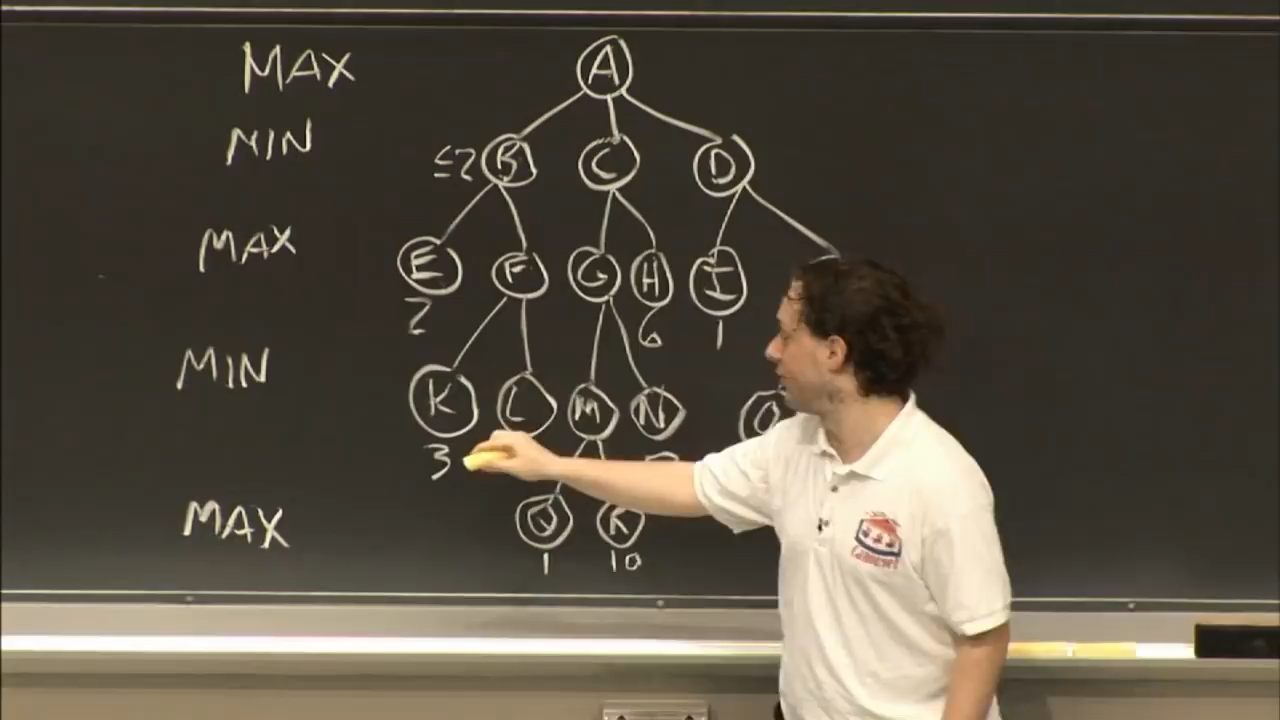 MAX A
MIN ≤2 B C D
MAX E F G H I
2 6 1
MIN K L M N O
3
MAX Q R
1 10